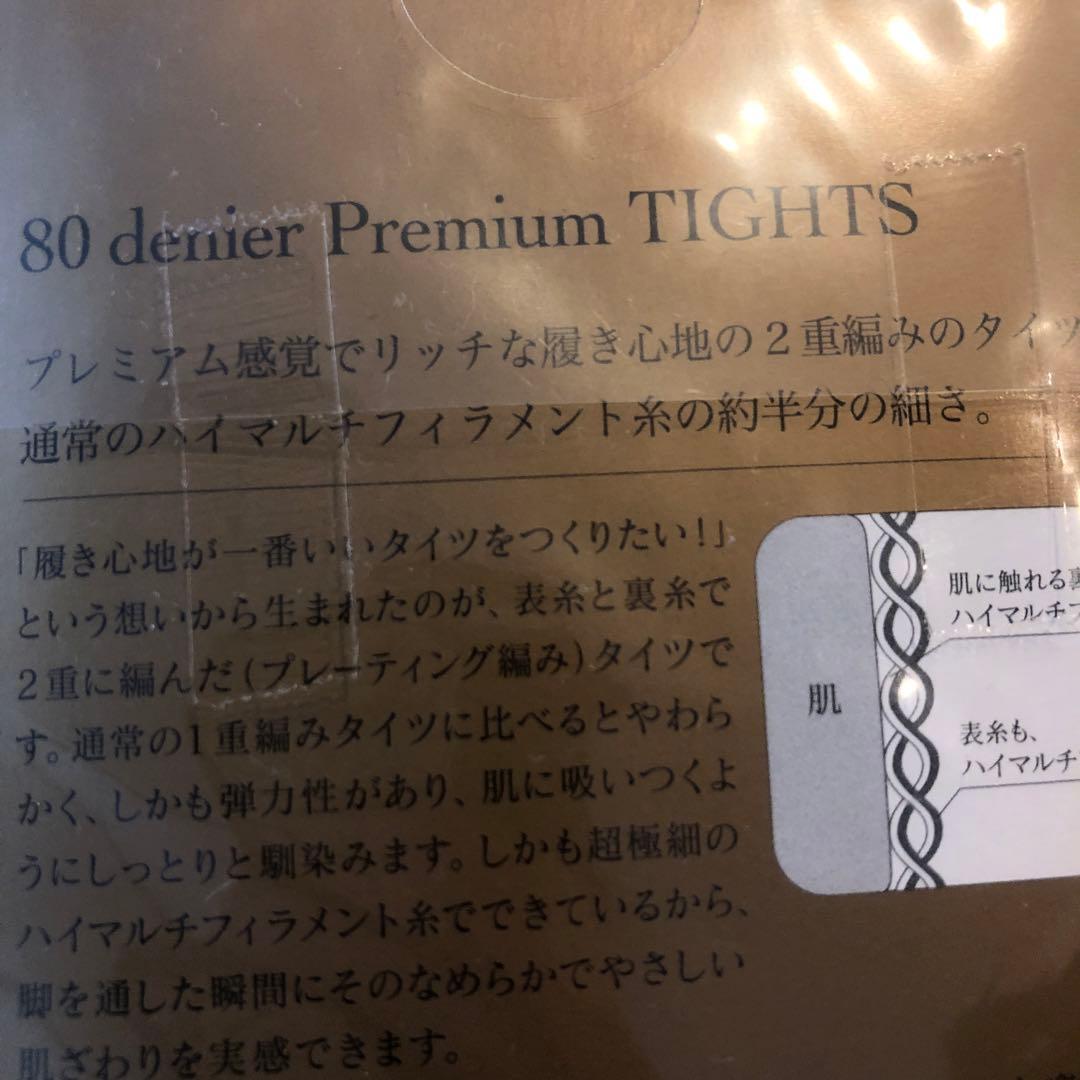 80 denier Premium TIGHTS
プレミアム感覚でリッチな履き心地の2重編みのタイツ
通常のハイマルチフィラメント糸の約半分の細さ。
「履き心地が一番いいタイツをつくりたい!」
という想いから生まれたのが、表糸と裏糸で
2重に編んだ(プレーティング編み)タイツで
す。通常の1重編みタイツに比べるとやわら
かく、しかも弾力性があり、肌に吸いつくよ
うにしっとりと馴染みます。しかも超極細の
ハイマルチフィラメント糸でできているから、
脚を通した瞬間にそのなめらかでやさしい
肌ざわりを実感できます。
肌
肌に触れる裏
ハイマルチフ
表糸も、
ハイマルチ